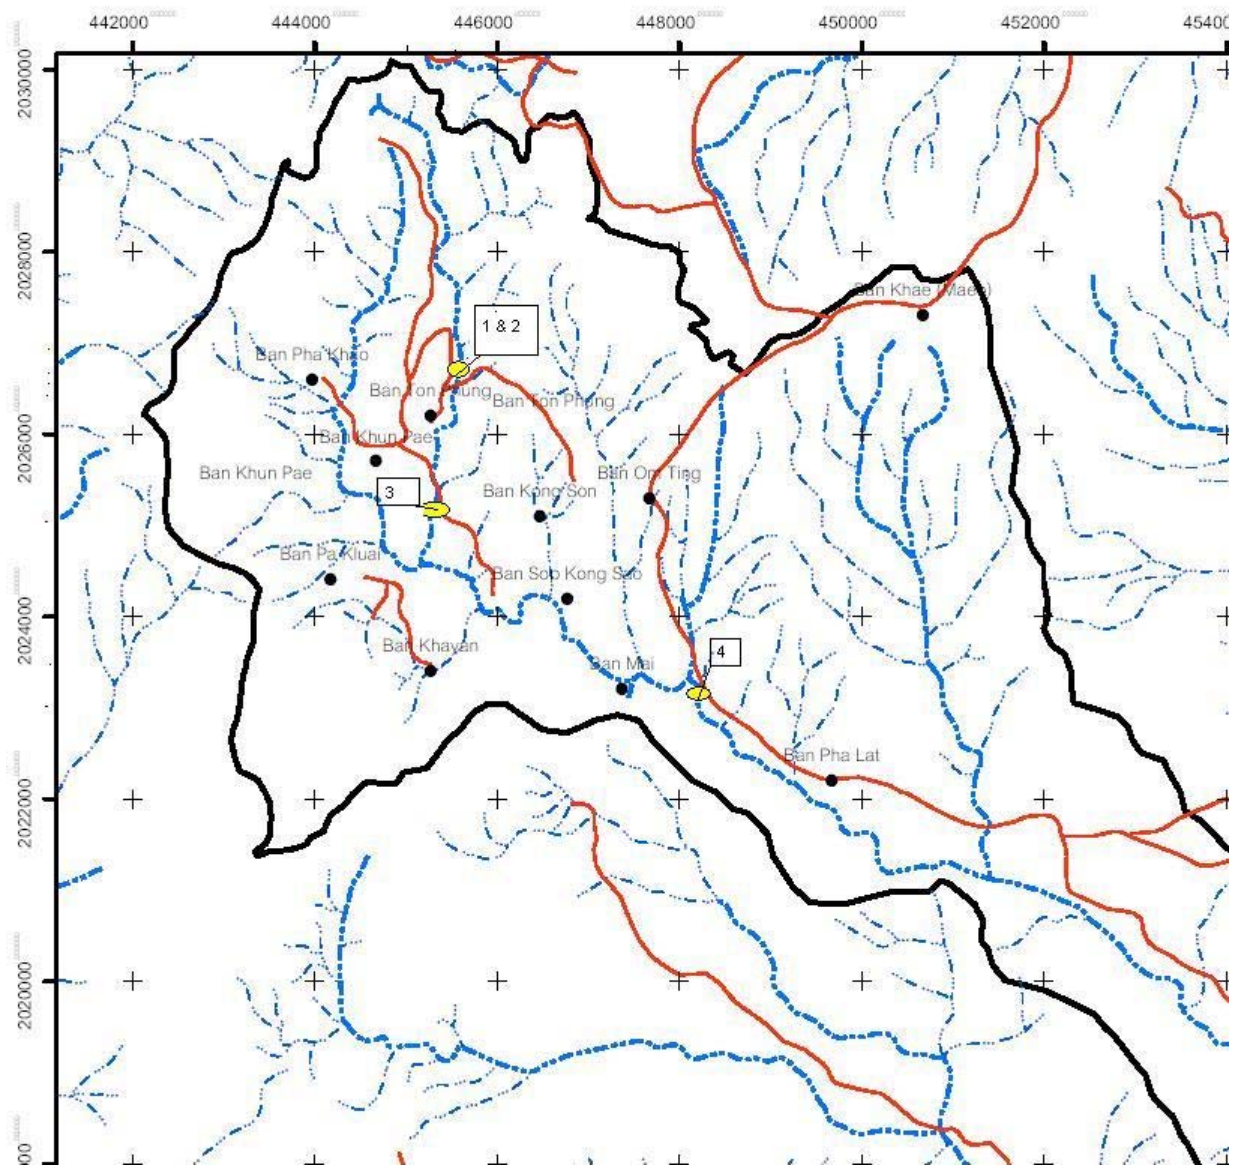 442000
444000
446000
448000
450000
452000
45400
2030000
2028000
2026000
2024000
2022000
2020000
000
Ban Khae (Maeo)
1 & 2
Ban Pha Khao
Ban Ton Phung
Ban Ton Phung
Ban Khun Pae
Ban Khun Pae
Ban Om Ting
3
Ban Kong Son
Ban Pa Kluai
Ban Sop Kong Sao
Ban Khayan
Ban Mai
4
Ban Pha Lat